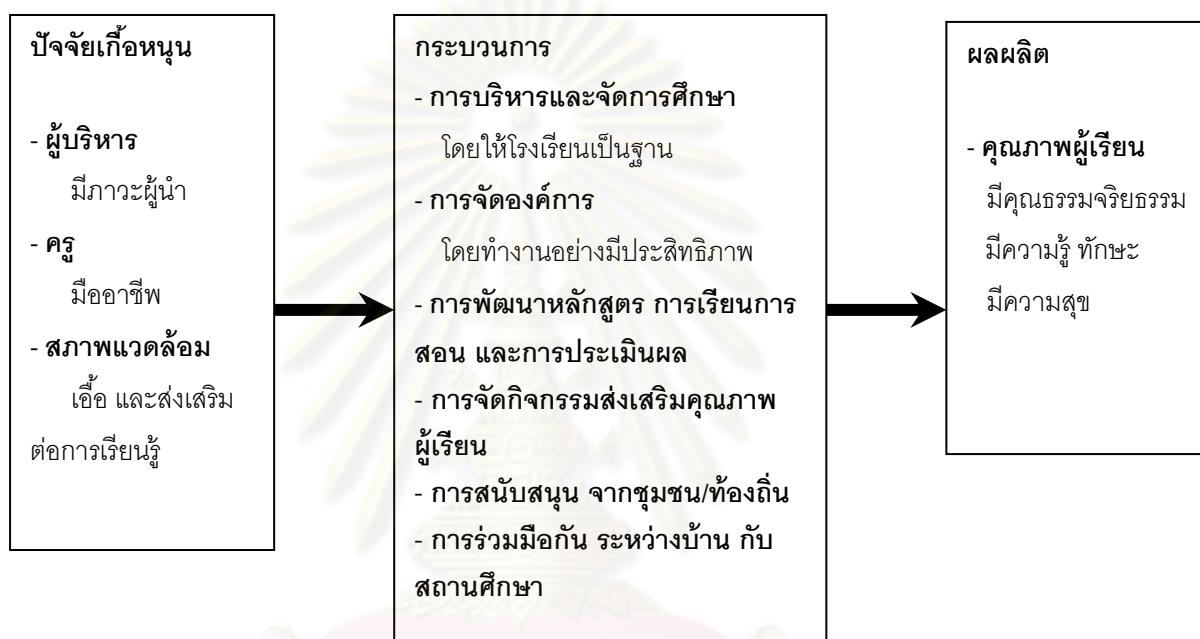 ปัจจัยเกื้อหนุน
- ผู้บริหาร
มีภาวะผู้นำ
- ครู
มืออาชีพ
- สภาพแวดล้อม
เอื้อ และส่งเสริม
ต่อการเรียนรู้
กระบวนการ
- การบริหารและจัดการศึกษา
โดยให้โรงเรียนเป็นฐาน
- การจัดองค์การ
โดยทำงานอย่างมีประสิทธิภาพ
- การพัฒนาหลักสูตร การเรียนการ
สอน และการประเมินผล
- การจัดกิจกรรมส่งเสริมคุณภาพ
ผู้เรียน
- การสนับสนุน จากชุมชน/ท้องถิ่น
- การร่วมมือกัน ระหว่างบ้าน กับ
สถานศึกษา
ผลผลิต
- คุณภาพผู้เรียน
มีคุณธรรมจริยธรรม
มีความรู้ ทักษะ
มีความสุข